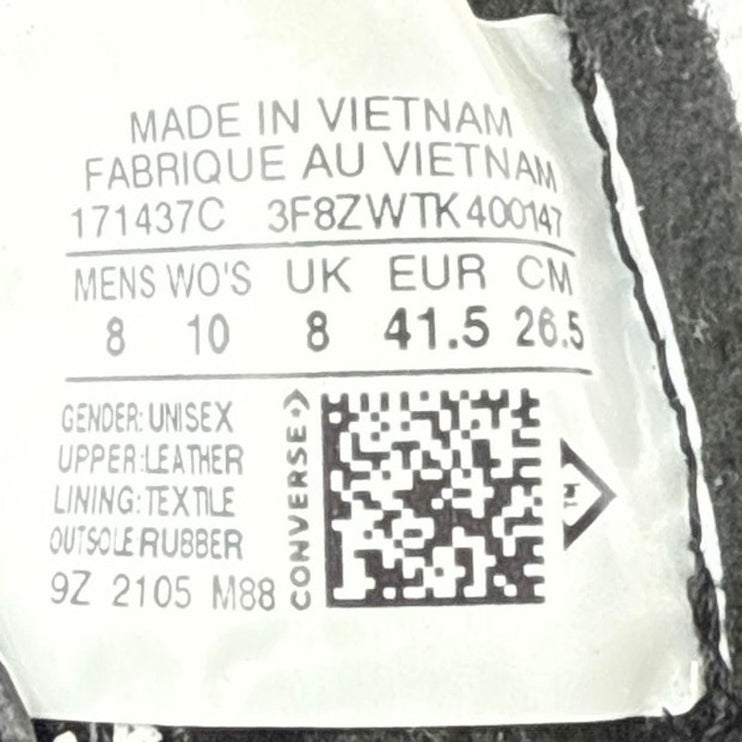 MADE IN VIETNAM
FABRIQUE AU VIETNAM
171437C 3F8ZWTK400147
MENS WO'S UK EUR CM
8 10 8 41.5 26.5
GENDER: UNISEX
UPPER:LEATHER
LINING:TEXTILE
OUTSOLE RUBBER
9Z 2105 M88
CONVERSE
TM